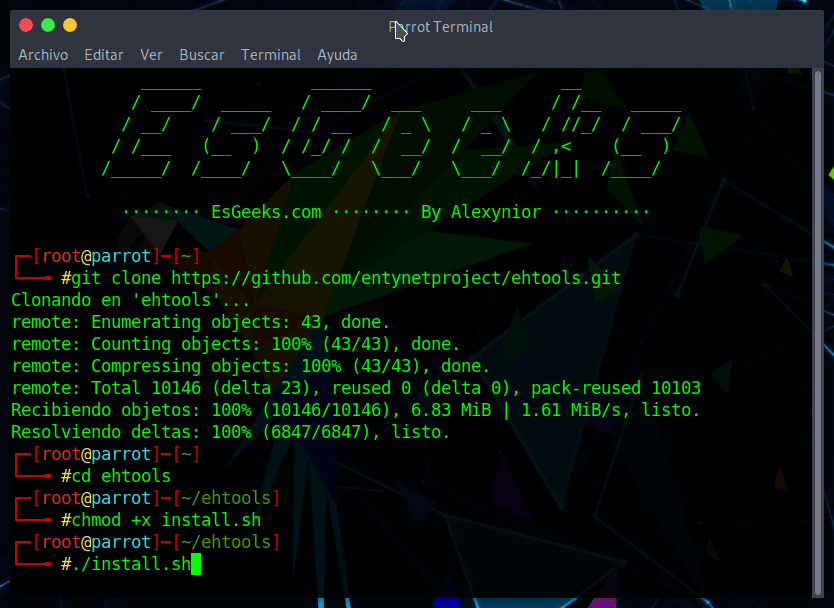 Parrot Terminal
Archivo Editar Ver Buscar Terminal Ayuda
EsGeeks
········ EsGeeks.com ········ By Alexynior ··········
┌─[root@parrot]─[~]
└──╼ #git clone https://github.com/entynetproject/ehtools.git
Clonando en 'ehtools'...
remote: Enumerating objects: 43, done.
remote: Counting objects: 100% (43/43), done.
remote: Compressing objects: 100% (43/43), done.
remote: Total 10146 (delta 23), reused 0 (delta 0), pack-reused 10103
Recibiendo objetos: 100% (10146/10146), 6.83 MiB | 1.61 MiB/s, listo.
Resolviendo deltas: 100% (6847/6847), listo.
┌─[root@parrot]─[~]
└──╼ #cd ehtools
┌─[root@parrot]─[~/ehtools]
└──╼ #chmod +x install.sh
┌─[root@parrot]─[~/ehtools]
└──╼ #./install.sh